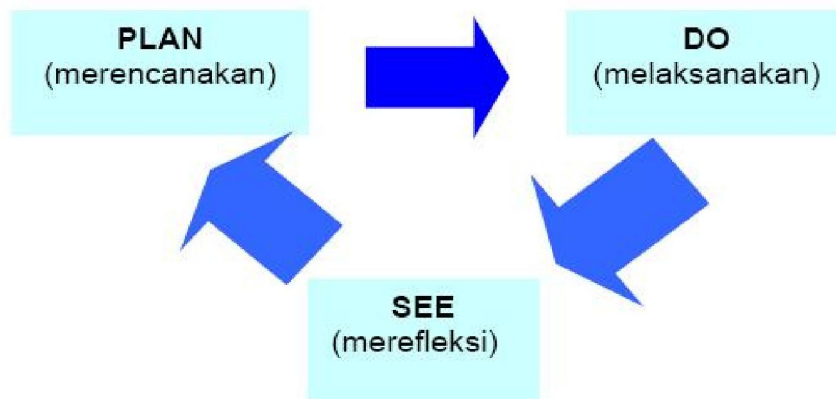 PLAN
(merencanakan)
DO
(melaksanakan)
SEE
(merefleksi)